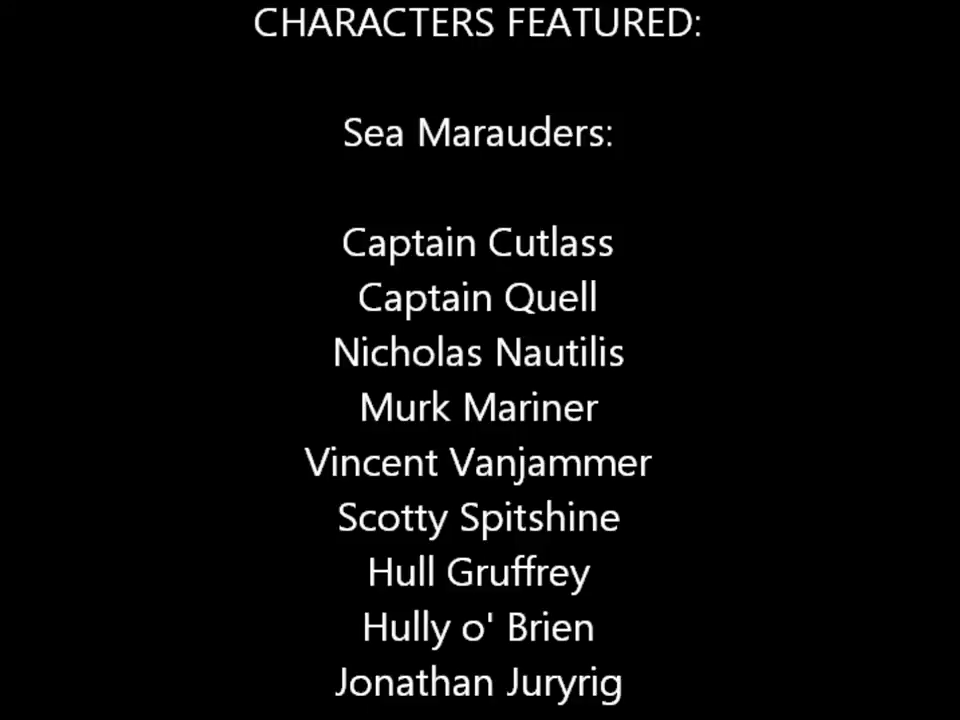 CHARACTERS FEATURED:
Sea Marauders:
Captain Cutlass
Captain Quell
Nicholas Nautilis
Murk Mariner
Vincent Vanjammer
Scotty Spitshine
Hull Gruffrey
Hully o' Brien
Jonathan Juryrig